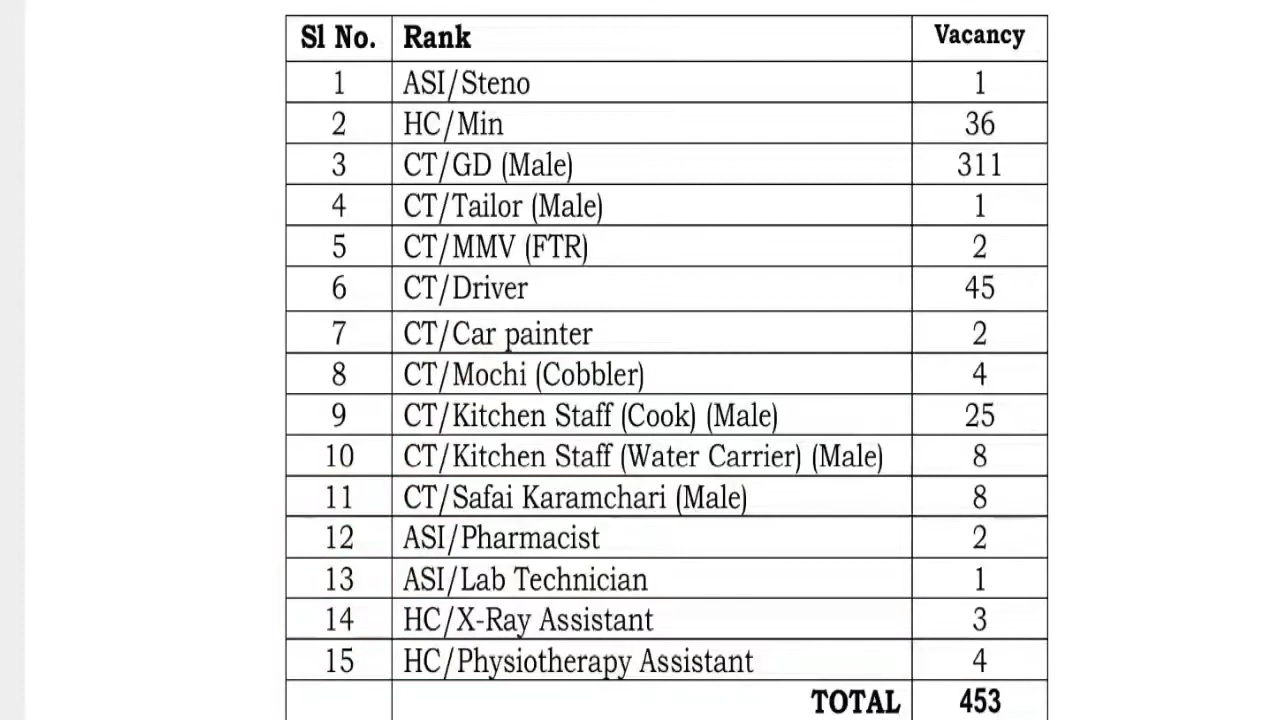 Sl No. Rank Vacancy
1 ASI/Steno 1
2 HC/Min 36
3 CT/GD (Male) 311
4 CT/Tailor (Male) 1
5 CT/MMV (FTR) 2
6 CT/Driver 45
7 CT/Car painter 2
8 CT/Mochi (Cobbler) 4
9 CT/Kitchen Staff (Cook) (Male) 25
10 CT/Kitchen Staff (Water Carrier) (Male) 8
11 CT/Safai Karamchari (Male) 8
12 ASI/Pharmacist 2
13 ASI/Lab Technician 1
14 HC/X-Ray Assistant 3
15 HC/Physiotherapy Assistant 4
TOTAL 453